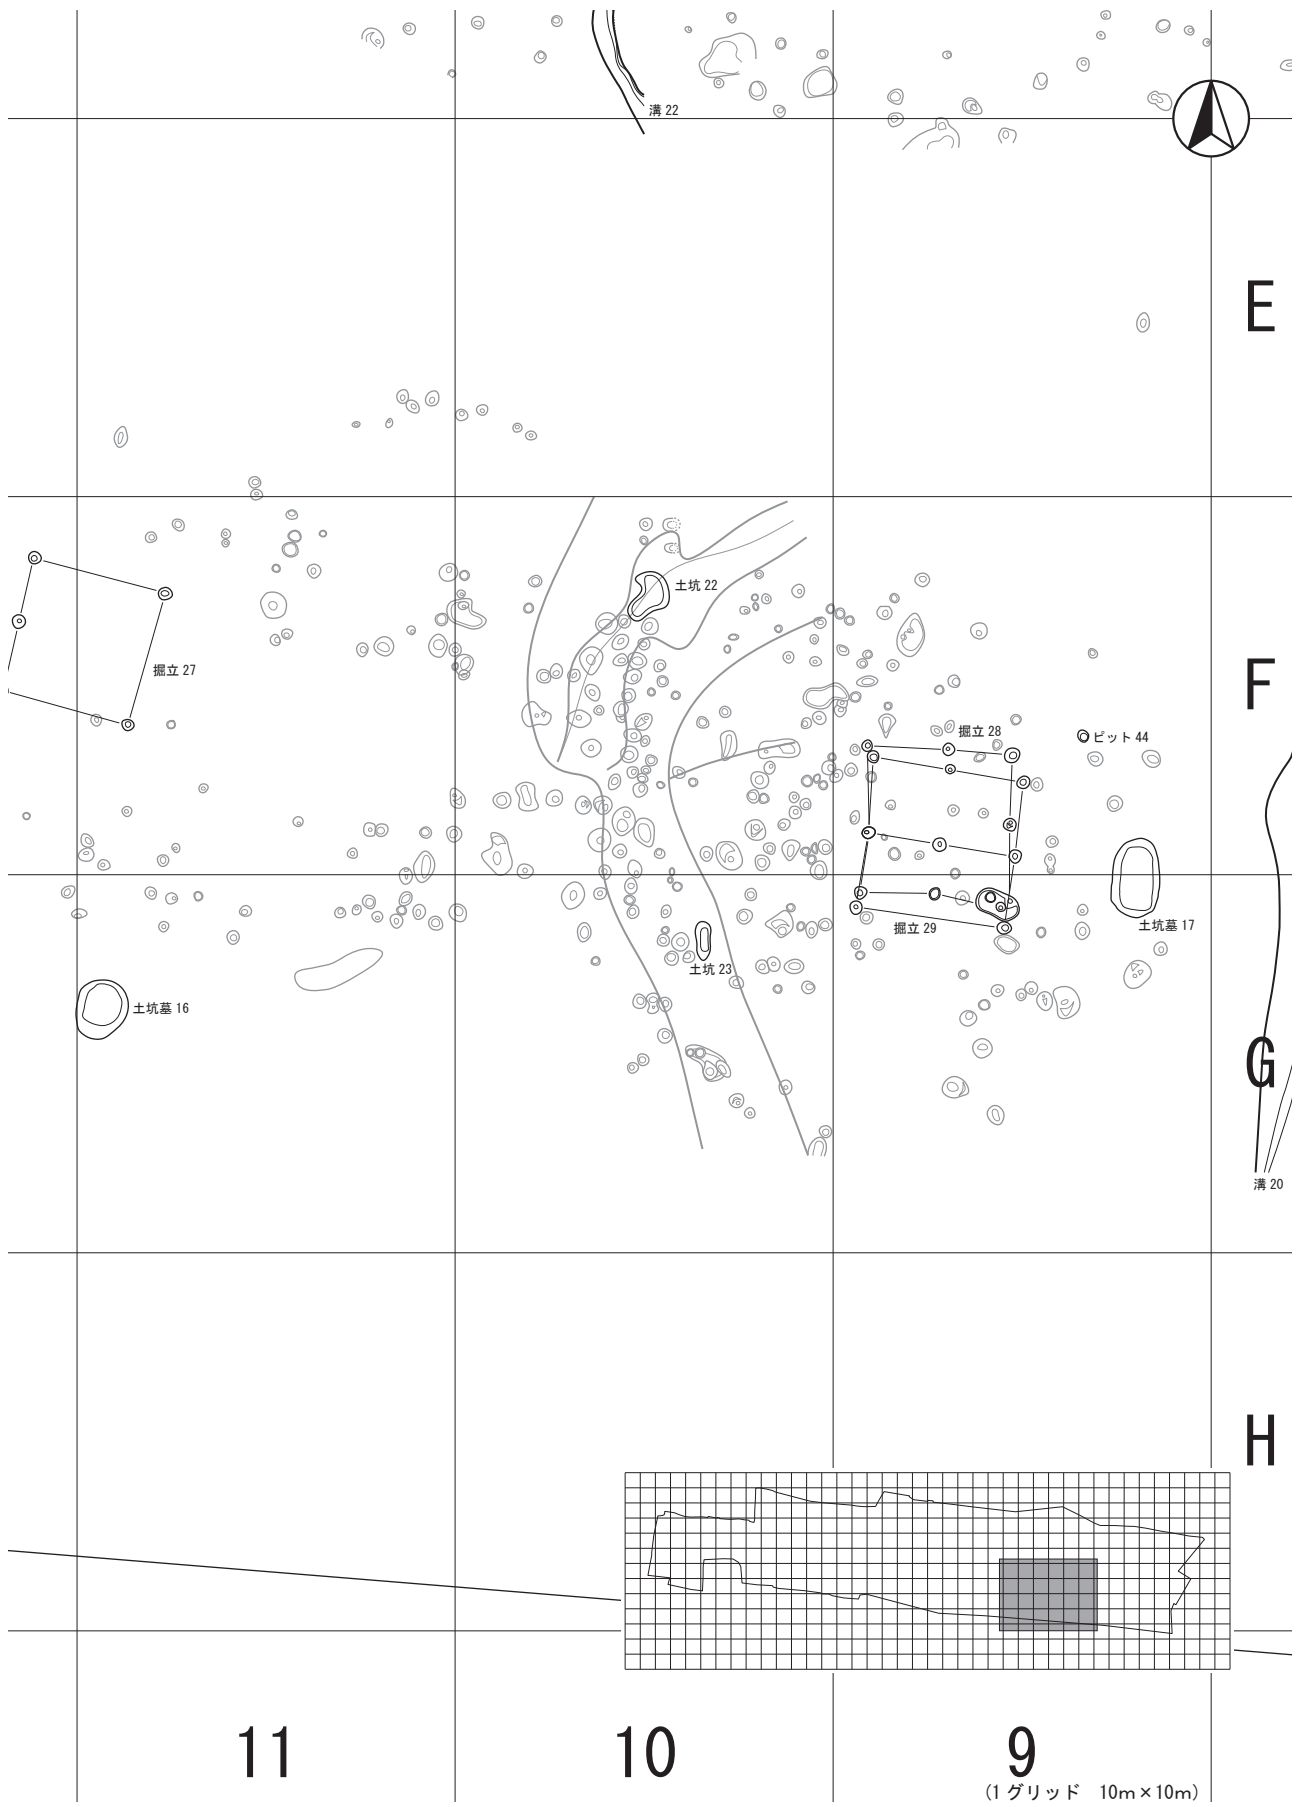 溝 22
E
土坑 22
掘立 27
F
掘立 28
ピット 44
掘立 29
土坑墓 17
土坑 23
土坑墓 16
G
溝 20
H
11
10
9
(1 グリッド 10m×10m)